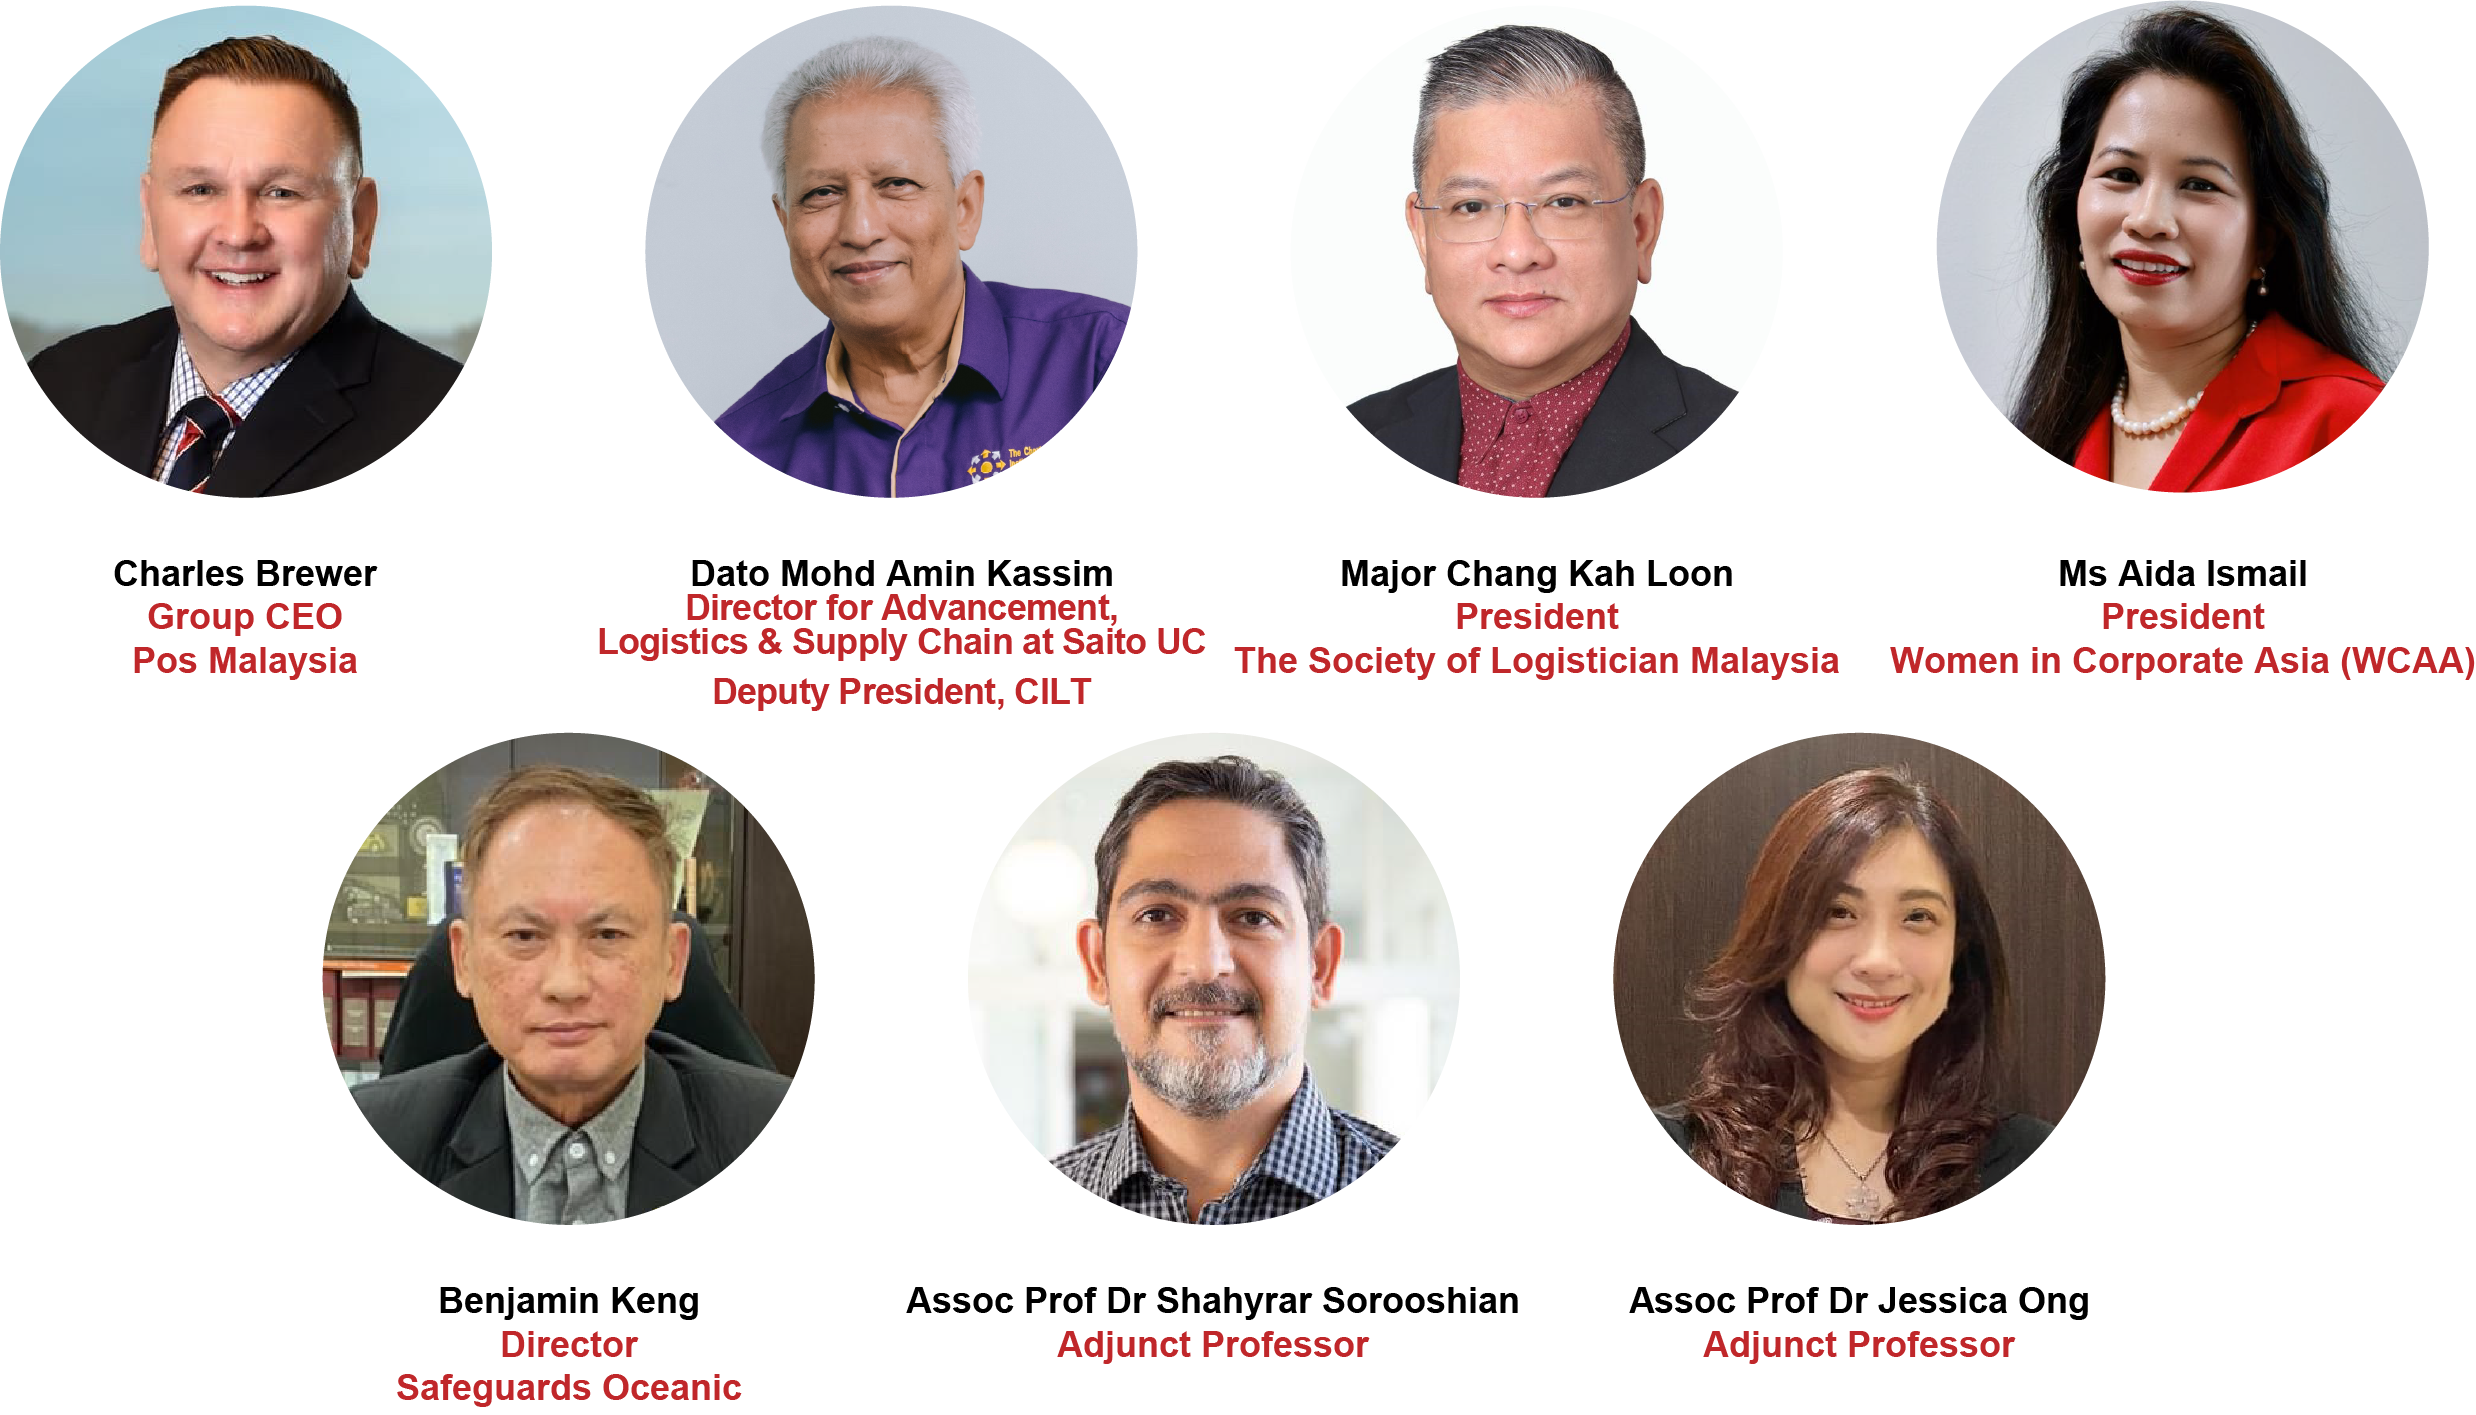 The
Charles Brewer
Group CEO
Pos Malaysia
Dato Mohd Amin Kassim
Director for Advancement,
Logistics & Supply Chain at Saito UC
Deputy President, CILT
Major Chang Kah Loon
President
The Society of Logistician Malaysia
Ms Aida Ismail
President
Women in Corporate Asia (WCAA)
Benjamin Keng
Director
Safeguards Oceanic
Assoc Prof Dr Shahyrar Sorooshian
Adjunct Professor
Assoc Prof Dr Jessica Ong
Adjunct Professor